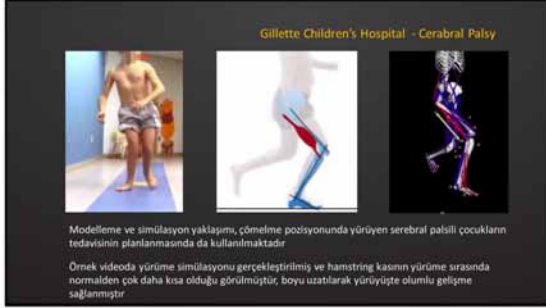 Gillette Children's Hospital - Cerabral Palsy
Modelleme ve simülasyon yaklaşımı, çömelme pozisyonunda yürüyen serebral palsili çocukların
tedavisinin planlanmasında da kullanılmaktadır
Örnek videoda yürüme simülasyonu gerçekleştirilmiş ve hamstring kasının yürüme sırasında
normalden çok daha kısa olduğu görülmüştür, boyu uzatılarak yürüyüşte olumlu gelişme
sağlanmıştır